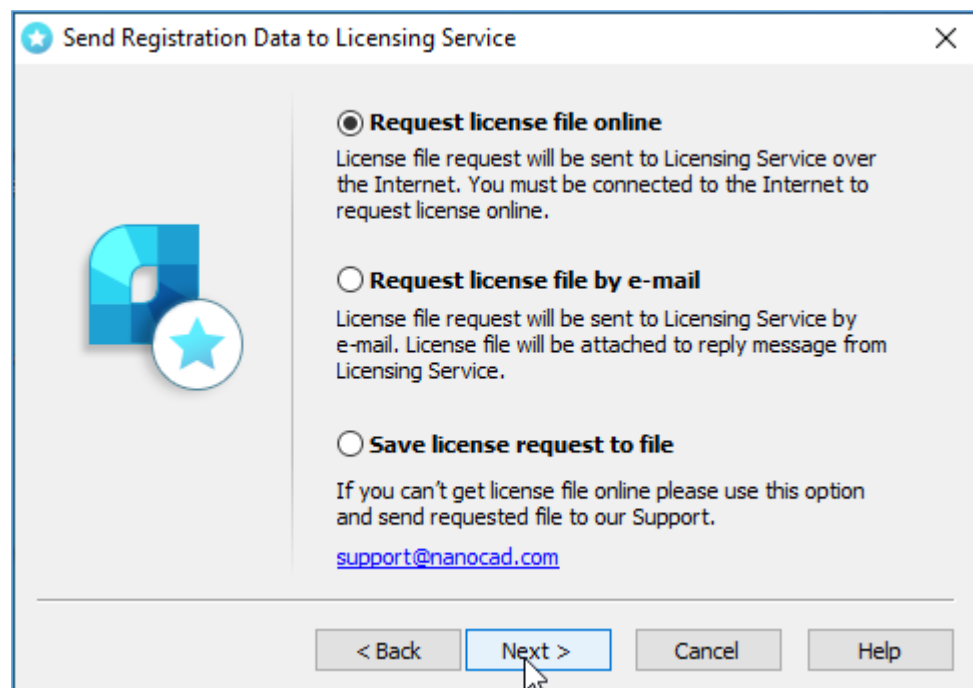 Send Registration Data to Licensing Service
Request license file online
License file request will be sent to Licensing Service over
the Internet. You must be connected to the Internet to
request license online.
Request license file by e-mail
License file request will be sent to Licensing Service by
e-mail. License file will be attached to reply message from
Licensing Service.
Save license request to file
If you can't get license file online please use this option
and send requested file to our Support.
support@nanocad.com
< Back Next > Cancel Help